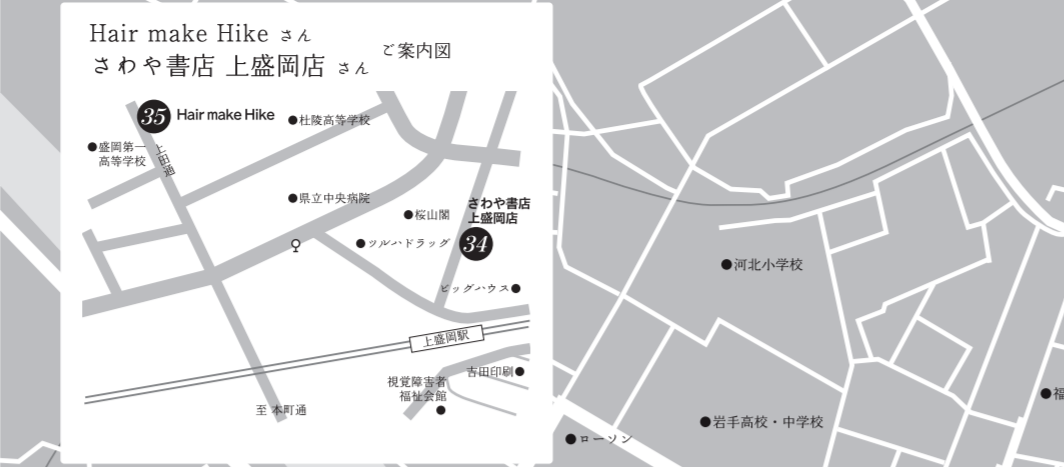 Hair make Hike さん
さわや書店 上盛岡店 さん
ご案内図
35 Hair make Hike
●杜陵高等学校
●盛岡第一
高等学校
上田通
●県立中央病院
さわや書店
上盛岡店
●桜山閣
●ツルハドラッグ
34
ビッグハウス●
上盛岡駅
吉田印刷●
視覚障害者
福祉会館
●
至 本町通
●河北小学校
●岩手高校・中学校
●ローソン
●福